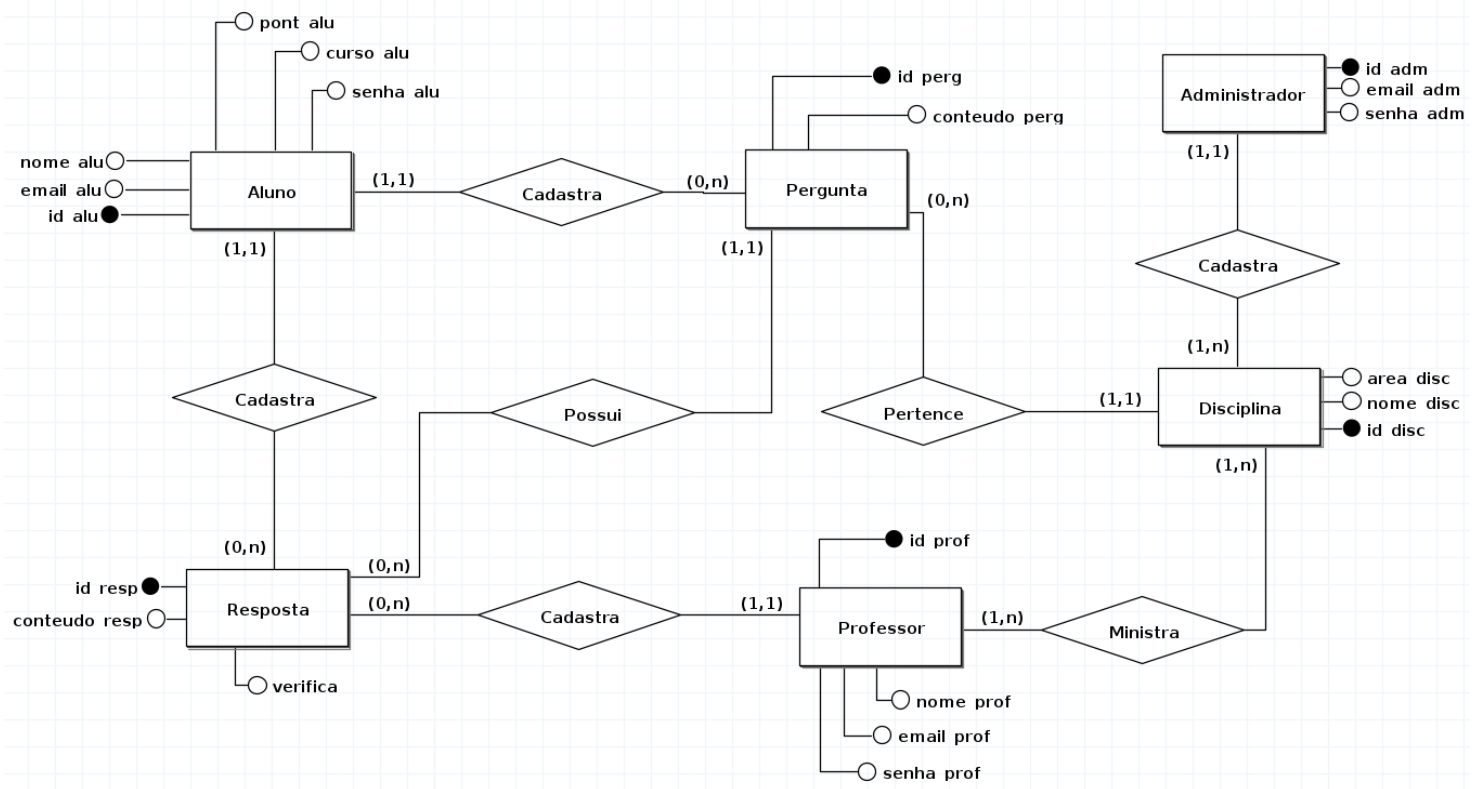 pont alu
curso alu
senha alu
nome alu
email alu
id alu
Aluno
(1,1)
Cadastra
(0,n)
id perg
conteudo perg
Pergunta
(0,n)
(1,1)
(1,1)
id adm
email adm
senha adm
Administrador
(1,1)
Cadastra
(1,n)
Cadastra
Possui
Pertence
(1,1)
Disciplina
area disc
nome disc
id disc
(1,n)
(0,n)
(0,n)
id resp
conteudo resp
Resposta
verifica
(0,n)
Cadastra
(1,1)
id prof
Professor
(1,n)
Ministra
nome prof
email prof
senha prof